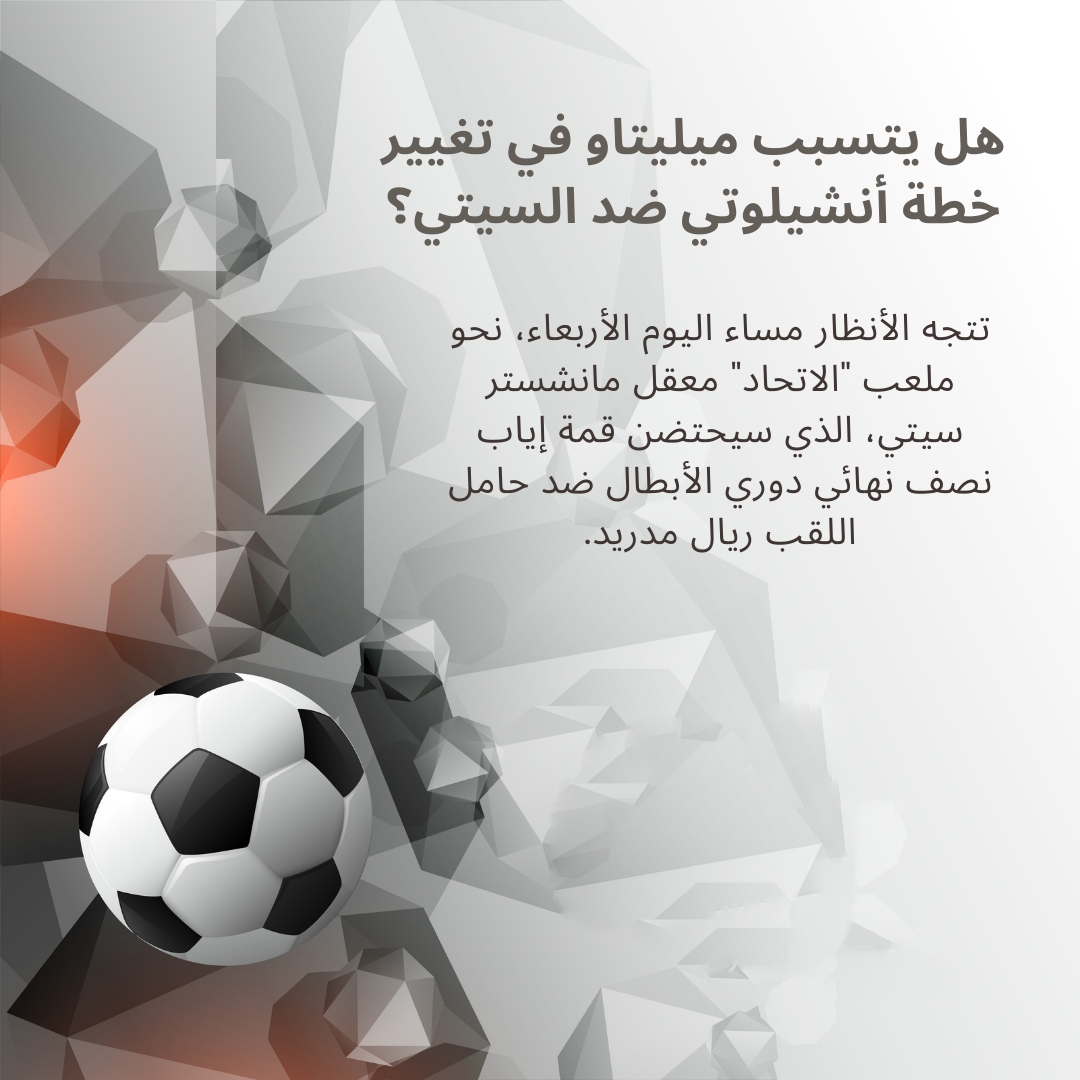 هل يتسبب ميليتاو في تغيير
خطة أنشيلوتي ضد السيتي؟
تتجه الأنظار مساء اليوم الأربعاء، نحو
ملعب "الاتحاد" معقل مانشستر
سيتي، الذي سيحتضن قمة إياب
نصف نهائي دوري الأبطال ضد حامل
اللقب ريال مدريد.